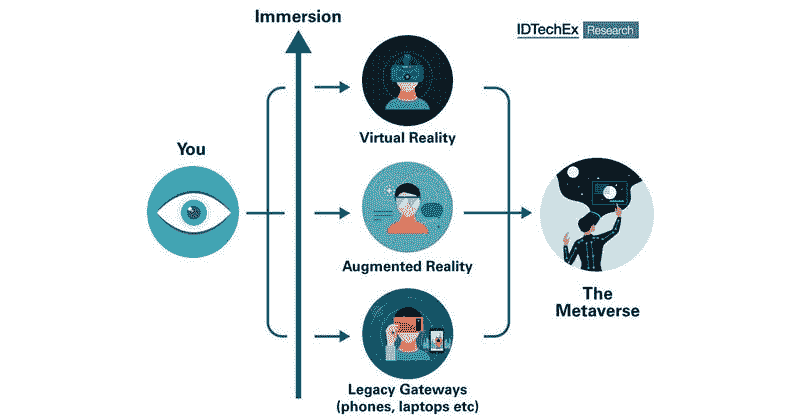 Immersion
IDTechEx Research
You
Virtual Reality
Augmented Reality
The
Metaverse
Legacy Gateways
(phones, laptops etc)